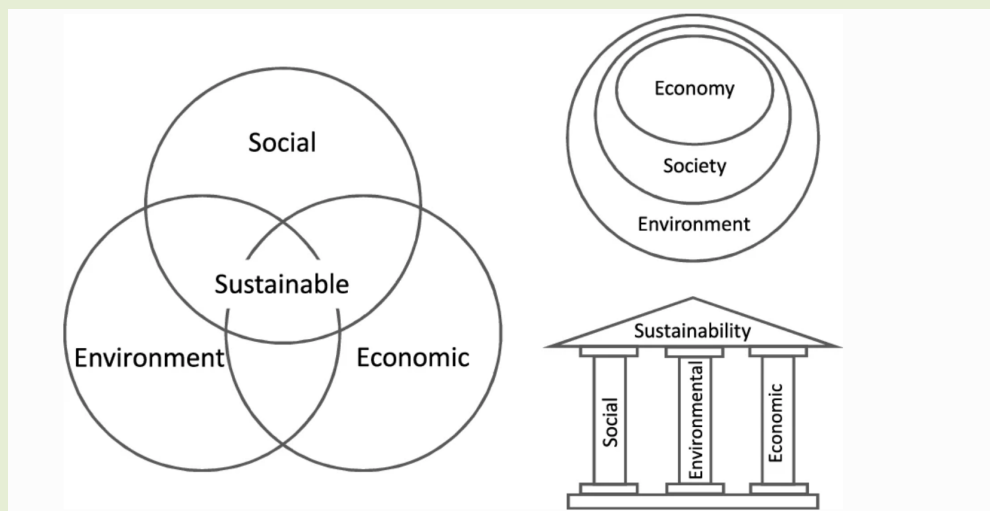 Social
Sustainable
Environment
Economic
Economy
Society
Environment
Sustainability
Social
Environmental
Economic